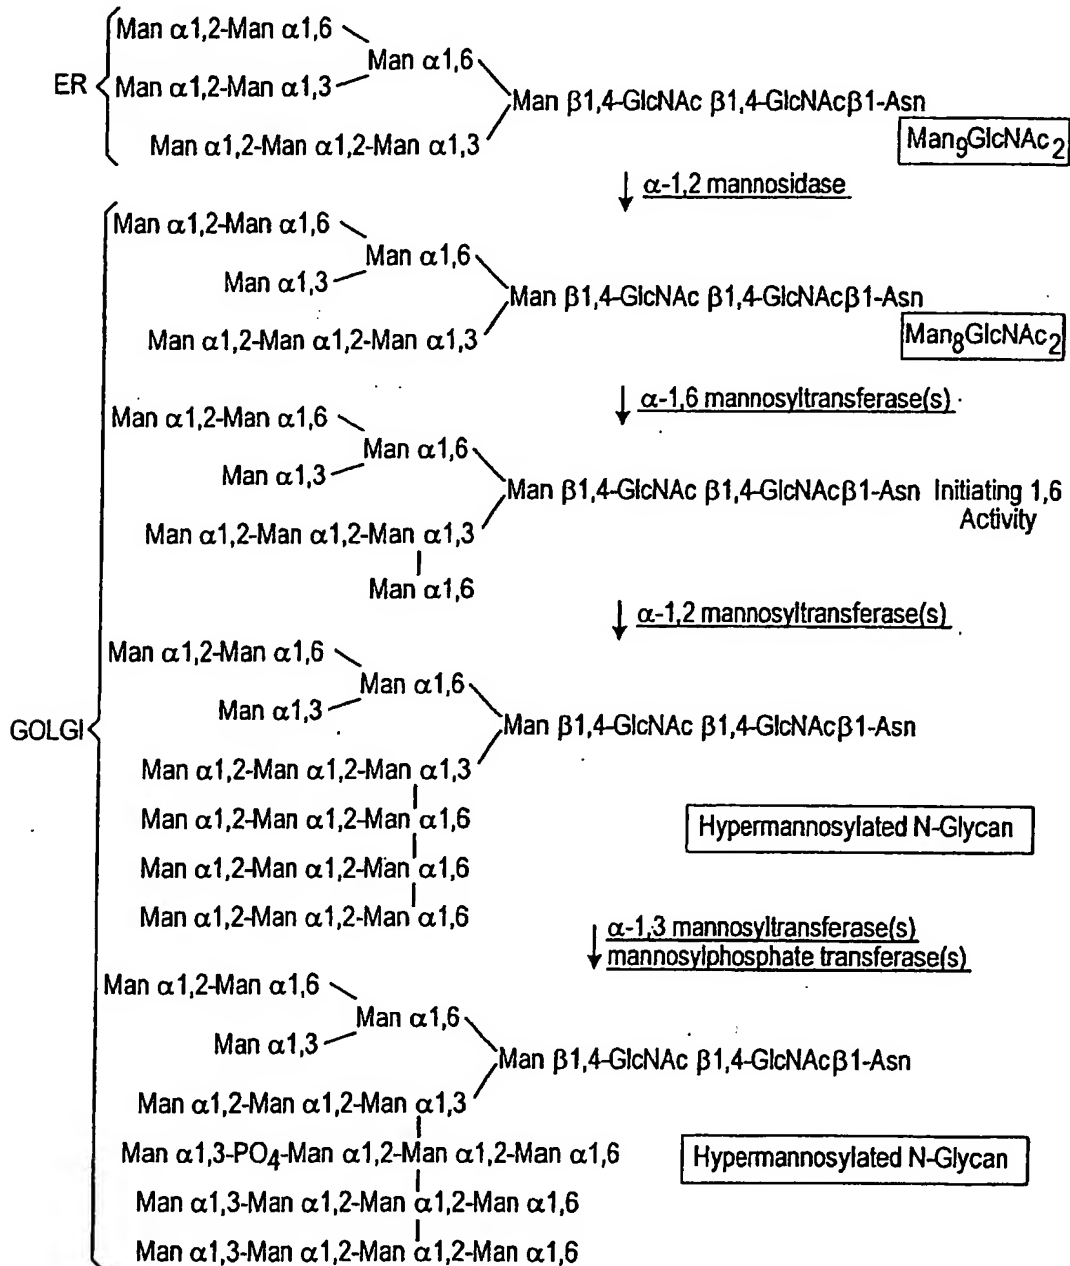 Man α1,2-Man α1,6
Man α1,6
ER
Man α1,2-Man α1,3
Man β1,4-GlcNAc β1,4-GlcNAcβ1-Asn
Man α1,2-Man α1,2-Man α1,3
Man9GlcNAc2
α-1,2 mannosidase
Man α1,2-Man α1,6
Man α1,6
Man α1,3
Man β1,4-GlcNAc β1,4-GlcNAcβ1-Asn
Man α1,2-Man α1,2-Man α1,3
Man8GlcNAc2
α-1,6 mannosyltransferase(s)
Man α1,2-Man α1,6
Man α1,6
Man α1,3
Man β1,4-GlcNAc β1,4-GlcNAcβ1-Asn Initiating 1,6
Activity
Man α1,2-Man α1,2-Man α1,3
Man α1,6
α-1,2 mannosyltransferase(s)
Man α1,2-Man α1,6
Man α1,6
Man α1,3
GOLGI
Man β1,4-GlcNAc β1,4-GlcNAcβ1-Asn
Man α1,2-Man α1,2-Man α1,3
Man α1,2-Man α1,2-Man α1,6
Hypermannosylated N-Glycan
Man α1,2-Man α1,2-Man α1,6
Man α1,2-Man α1,2-Man α1,6
α-1,3 mannosyltransferase(s)
mannosylphosphate transferase(s)
Man α1,2-Man α1,6
Man α1,6
Man α1,3
Man β1,4-GlcNAc β1,4-GlcNAcβ1-Asn
Man α1,2-Man α1,2-Man α1,3
Man α1,3-PO4-Man α1,2-Man α1,2-Man α1,6
Hypermannosylated N-Glycan
Man α1,3-Man α1,2-Man α1,2-Man α1,6
Man α1,3-Man α1,2-Man α1,2-Man α1,6